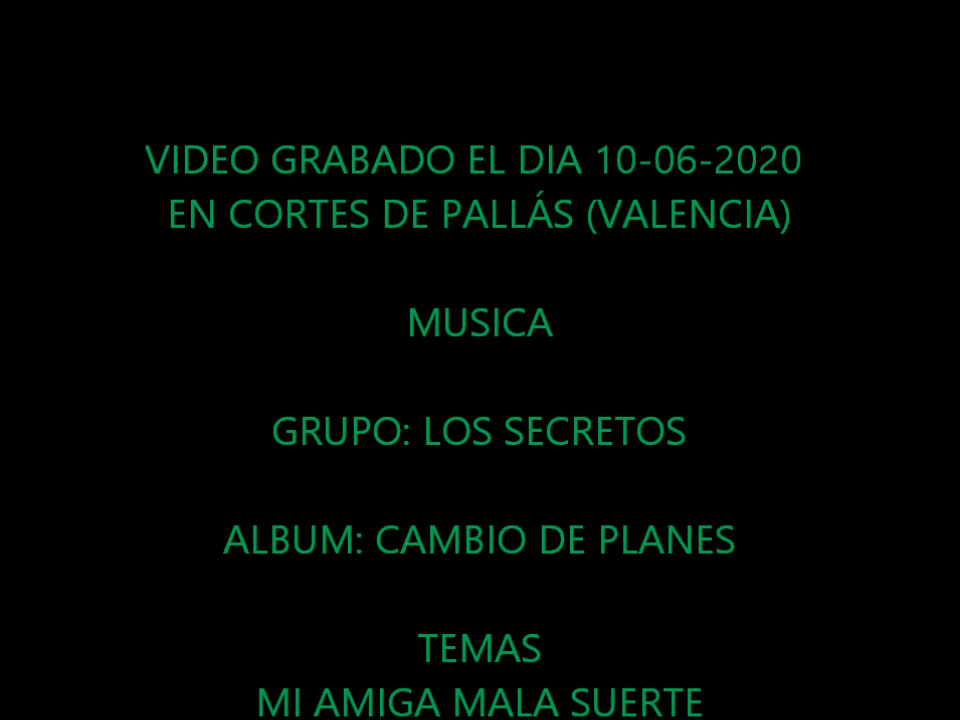 VIDEO GRABADO EL DIA 10-06-2020
EN CORTES DE PALLÁS (VALENCIA)
MUSICA
GRUPO: LOS SECRETOS
ALBUM: CAMBIO DE PLANES
TEMAS
MI AMIGA MALA SUERTE